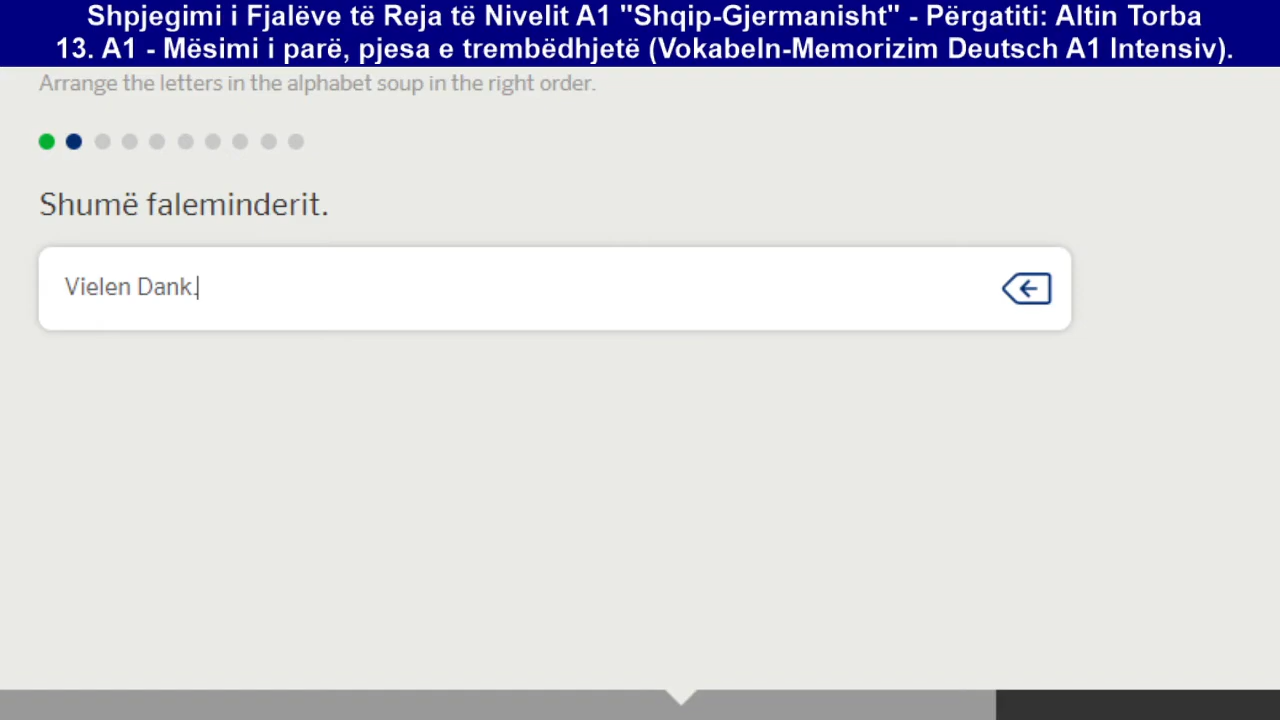 Shpjegimi i Fjalëve të Reja të Nivelit A1 "Shqip-Gjermanisht" - Përgatiti: Altin Torba
13. A1 - Mësimi i parë, pjesa e trembëdhjetë (Vokabeln-Memorizim Deutsch A1 Intensiv).
Arrange the letters in the alphabet soup in the right order.
Shumë faleminderit.
Vielen Dank.